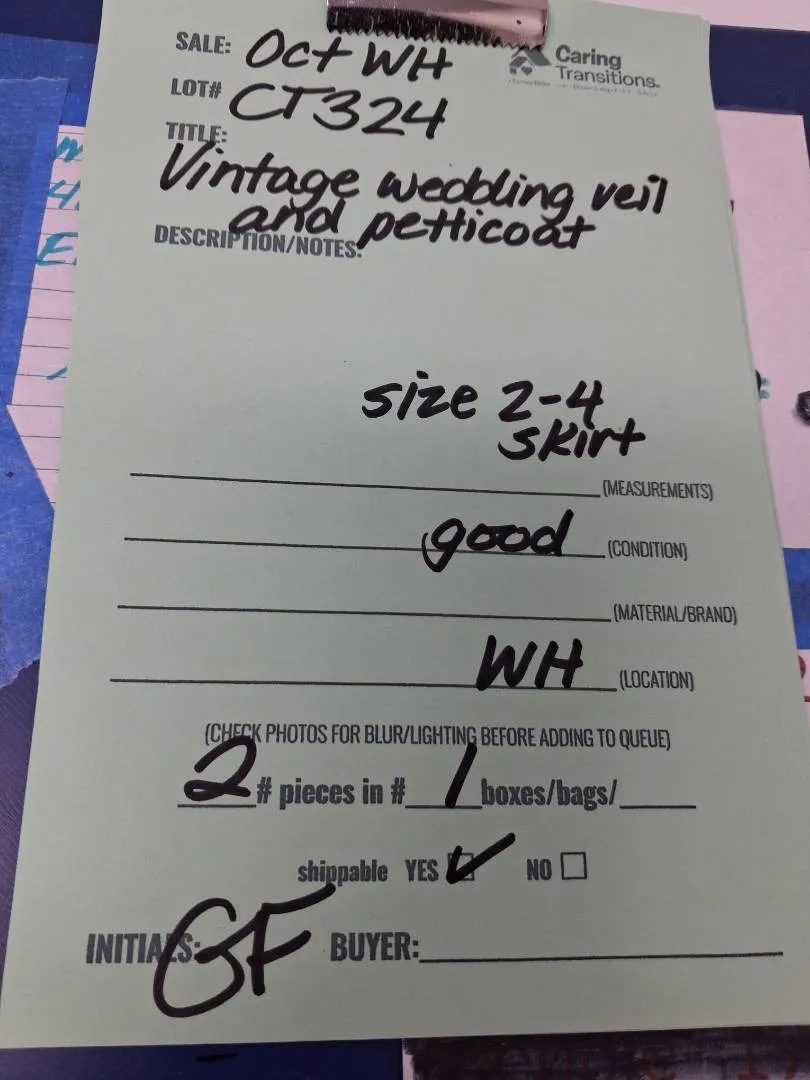 SALE: Oct WH
Caring
Transitions.
LOT# CT324
TITLE:
Vintage wedding veil
and petticoat
DESCRIPTION/NOTES:
size 2-4
skirt
(MEASUREMENTS)
good (CONDITION)
(MATERIAL/BRAND)
WH (LOCATION)
(CHECK PHOTOS FOR BLUR/LIGHTING BEFORE ADDING TO QUEUE)
2 # pieces in # 1 boxes/bags/
shippable YES ✓ NO
INITIALS: GF BUYER: